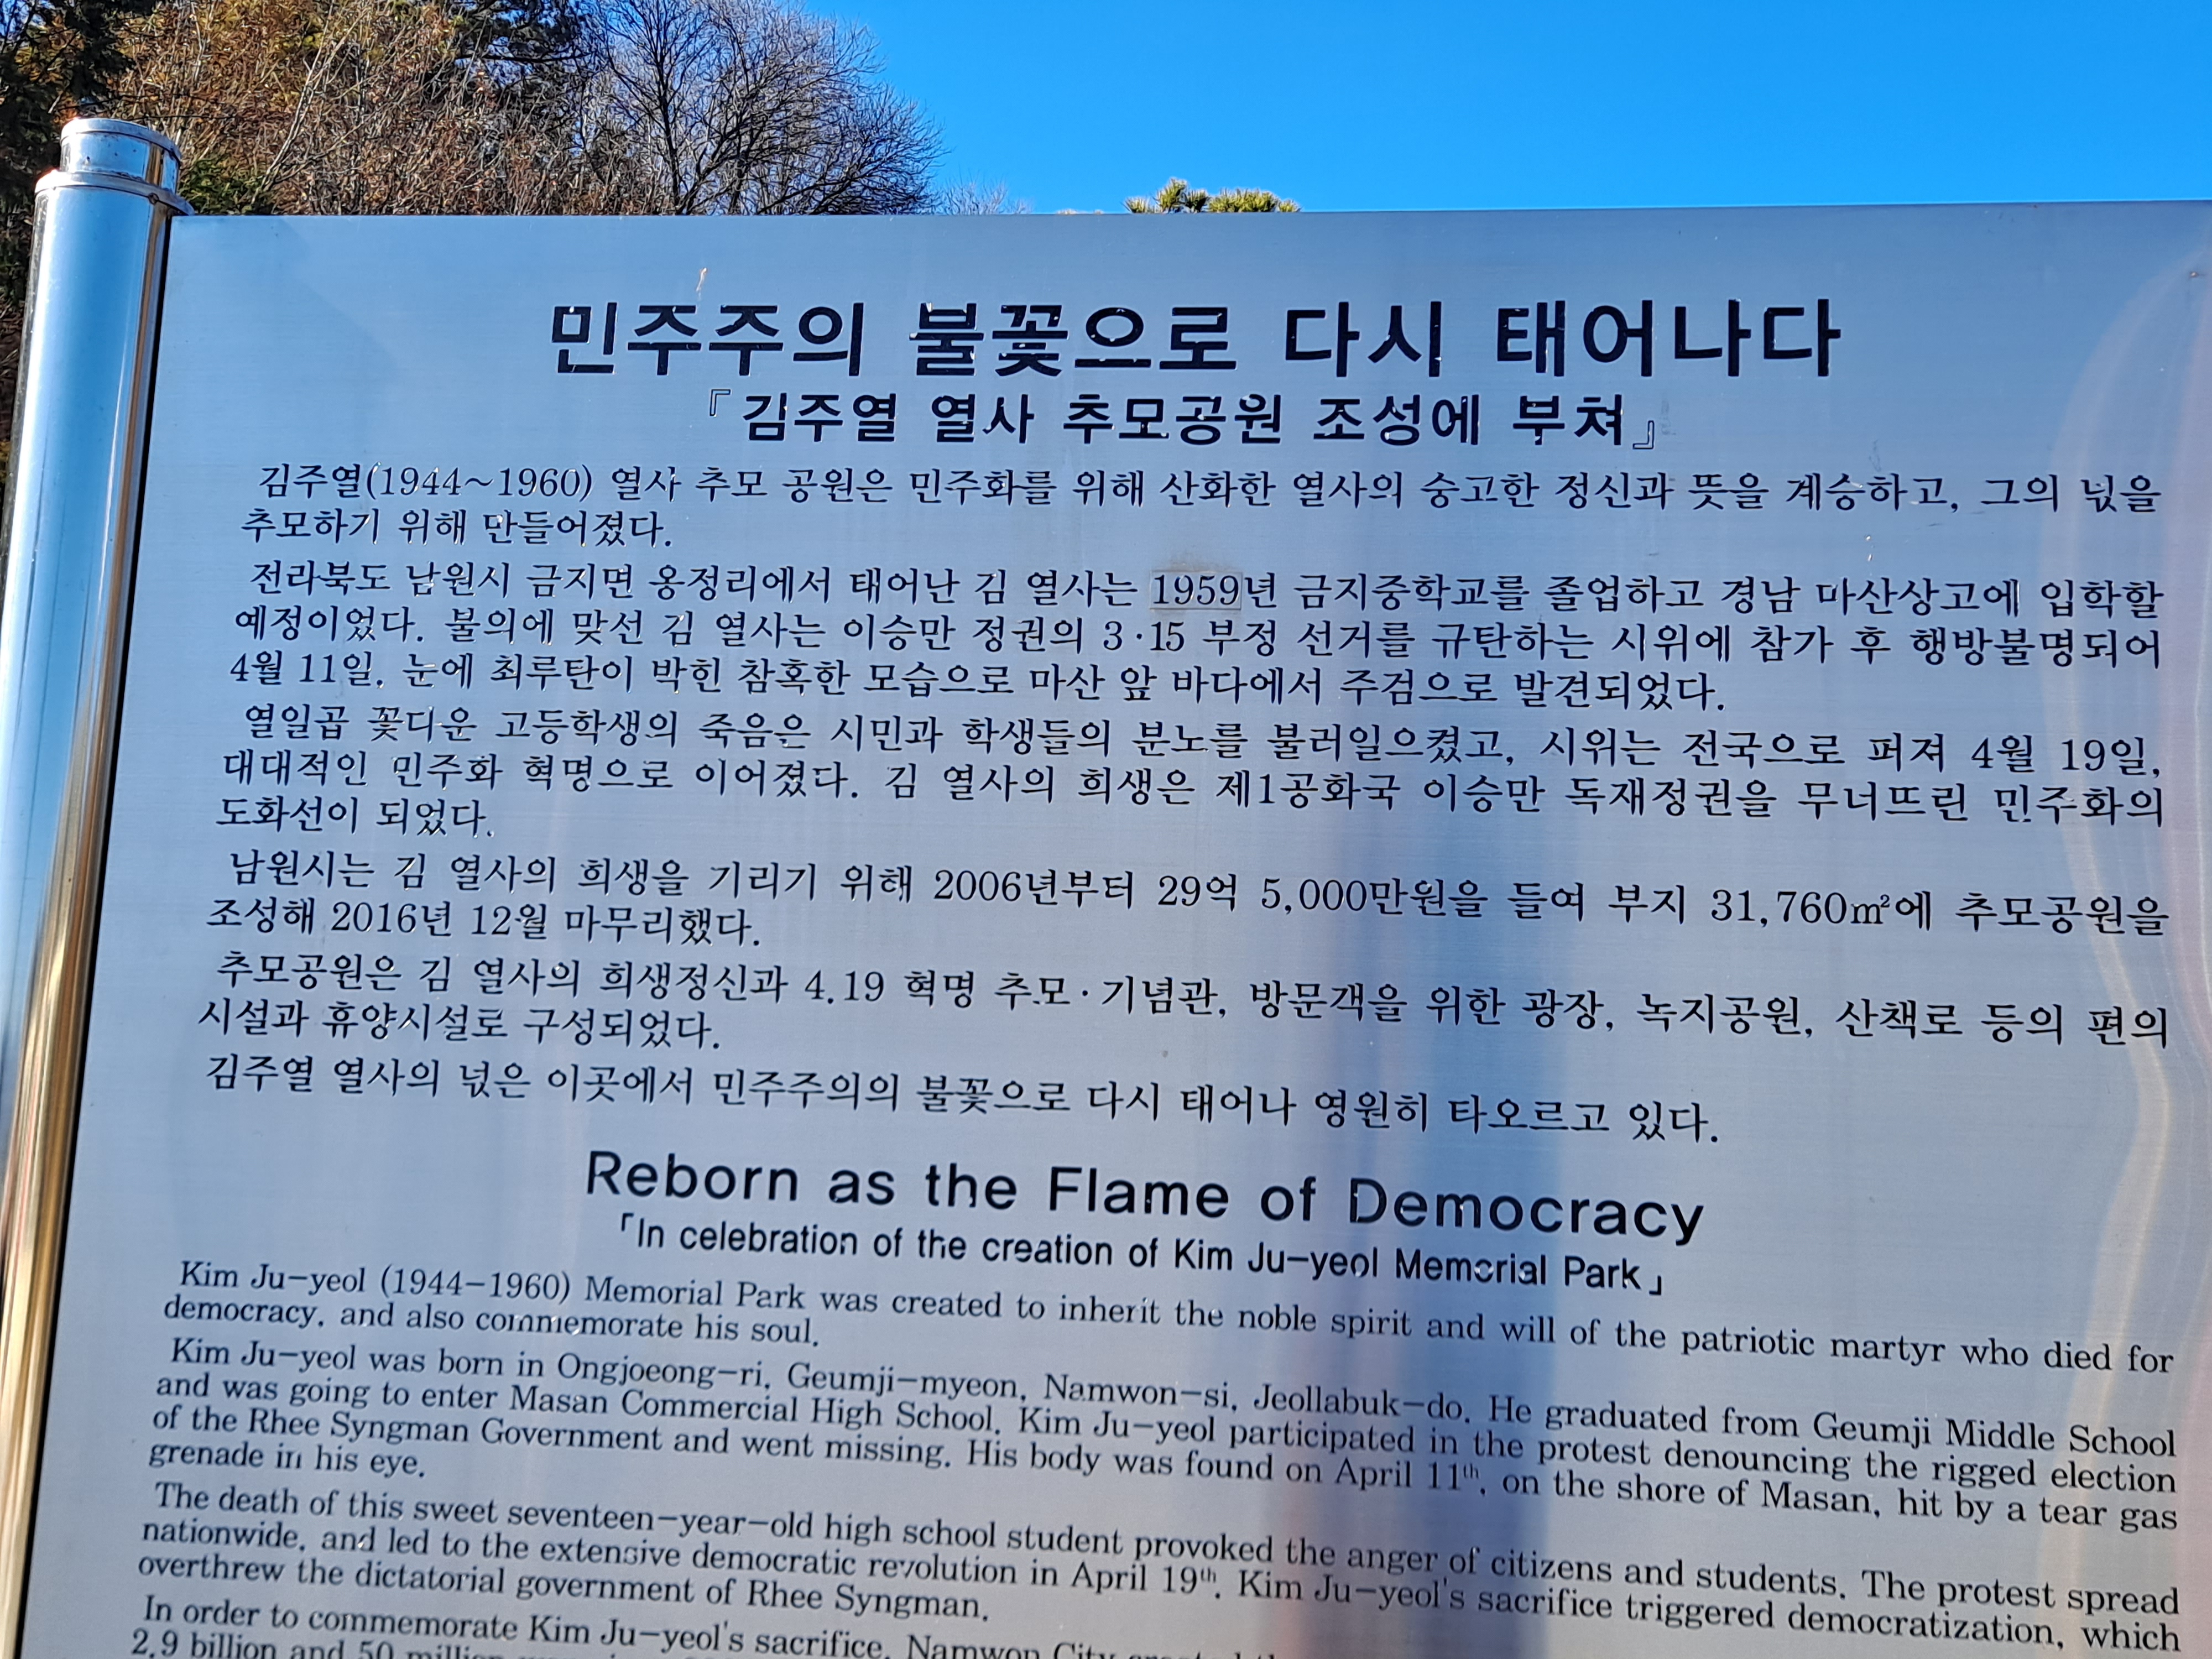 민주주의 불꽃으로 다시 태어나다
『김주열 열사 추모공원 조성에 부쳐』
김주열(1944~1960) 열사 추모 공원은 민주화를 위해 산화한 열사의 숭고한 정신과 뜻을 계승하고, 그의 넋을
추모하기 위해 만들어졌다.
전라북도 남원시 금지면 옹정리에서 태어난 김 열사는 1959년 금지중학교를 졸업하고 경남 마산상고에 입학할
예정이었다. 불의에 맞선 김 열사는 이승만 정권의 3·15 부정 선거를 규탄하는 시위에 참가 후 행방불명되어
4월 11일, 눈에 최루탄이 박힌 참혹한 모습으로 마산 앞 바다에서 주검으로 발견되었다.
열일곱 꽃다운 고등학생의 죽음은 시민과 학생들의 분노를 불러일으켰고, 시위는 전국으로 퍼져 4월 19일,
대대적인 민주화 혁명으로 이어졌다. 김 열사의 희생은 제1공화국 이승만 독재정권을 무너뜨린 민주화의
도화선이 되었다.
남원시는 김 열사의 희생을 기리기 위해 2006년부터 29억 5,000만원을 들여 부지 31,760㎡에 추모공원을
조성해 2016년 12월 마무리했다.
추모공원은 김 열사의 희생정신과 4.19 혁명 추모·기념관, 방문객을 위한 광장, 녹지공원, 산책로 등의 편의
시설과 휴양시설로 구성되었다.
김주열 열사의 넋은 이곳에서 민주주의의 불꽃으로 다시 태어나 영원히 타오르고 있다.
Reborn as the Flame of Democracy
「In celebration of the creation of Kim Ju-yeol Memorial Park」
Kim Ju-yeol (1944-1960) Memorial Park was created to inherit the noble spirit and will of the patriotic martyr who died for
democracy, and also commemorate his soul.
Kim Ju-yeol was born in Ongjoeong-ri, Geumji-myeon, Namwon-si, Jeollabuk-do. He graduated from Geumji Middle School
and was going to enter Masan Commercial High School. Kim Ju-yeol participated in the protest denouncing the rigged election
of the Rhee Syngman Government and went missing. His body was found on April 11th, on the shore of Masan, hit by a tear gas
grenade in his eye.
The death of this sweet seventeen-year-old high school student provoked the anger of citizens and students. The protest spread
nationwide, and led to the extensive democratic revolution in April 19th. Kim Ju-yeol's sacrifice triggered democratization, which
overthrew the dictatorial government of Rhee Syngman.
In order to commemorate Kim Ju-yeol's sacrifice, Namwon City created
2.9 billion and 50 million